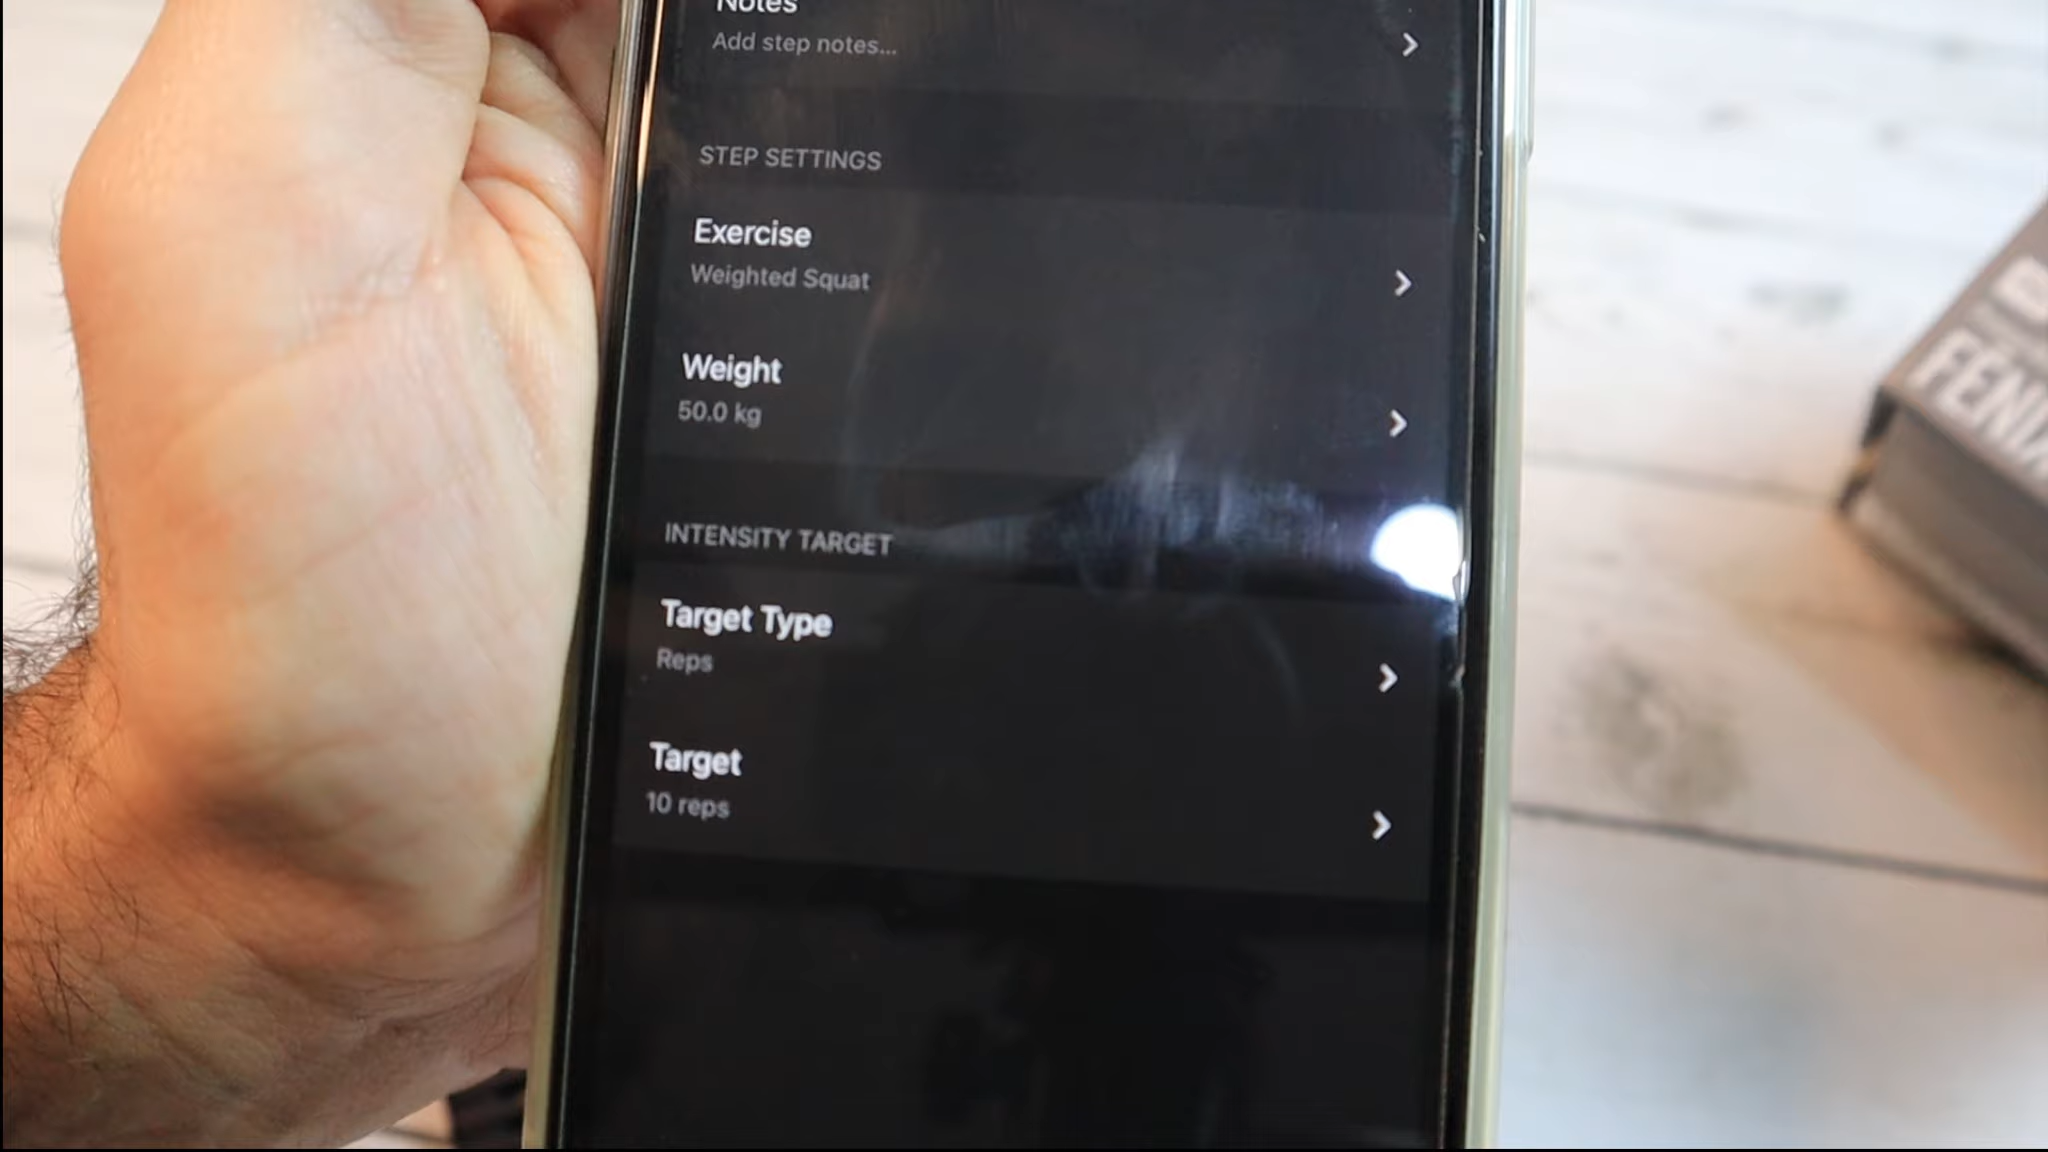 Notes
Add step notes...
STEP SETTINGS
Exercise
Weighted Squat
Weight
50.0 kg
INTENSITY TARGET
Target Type
Reps
Target
10 reps